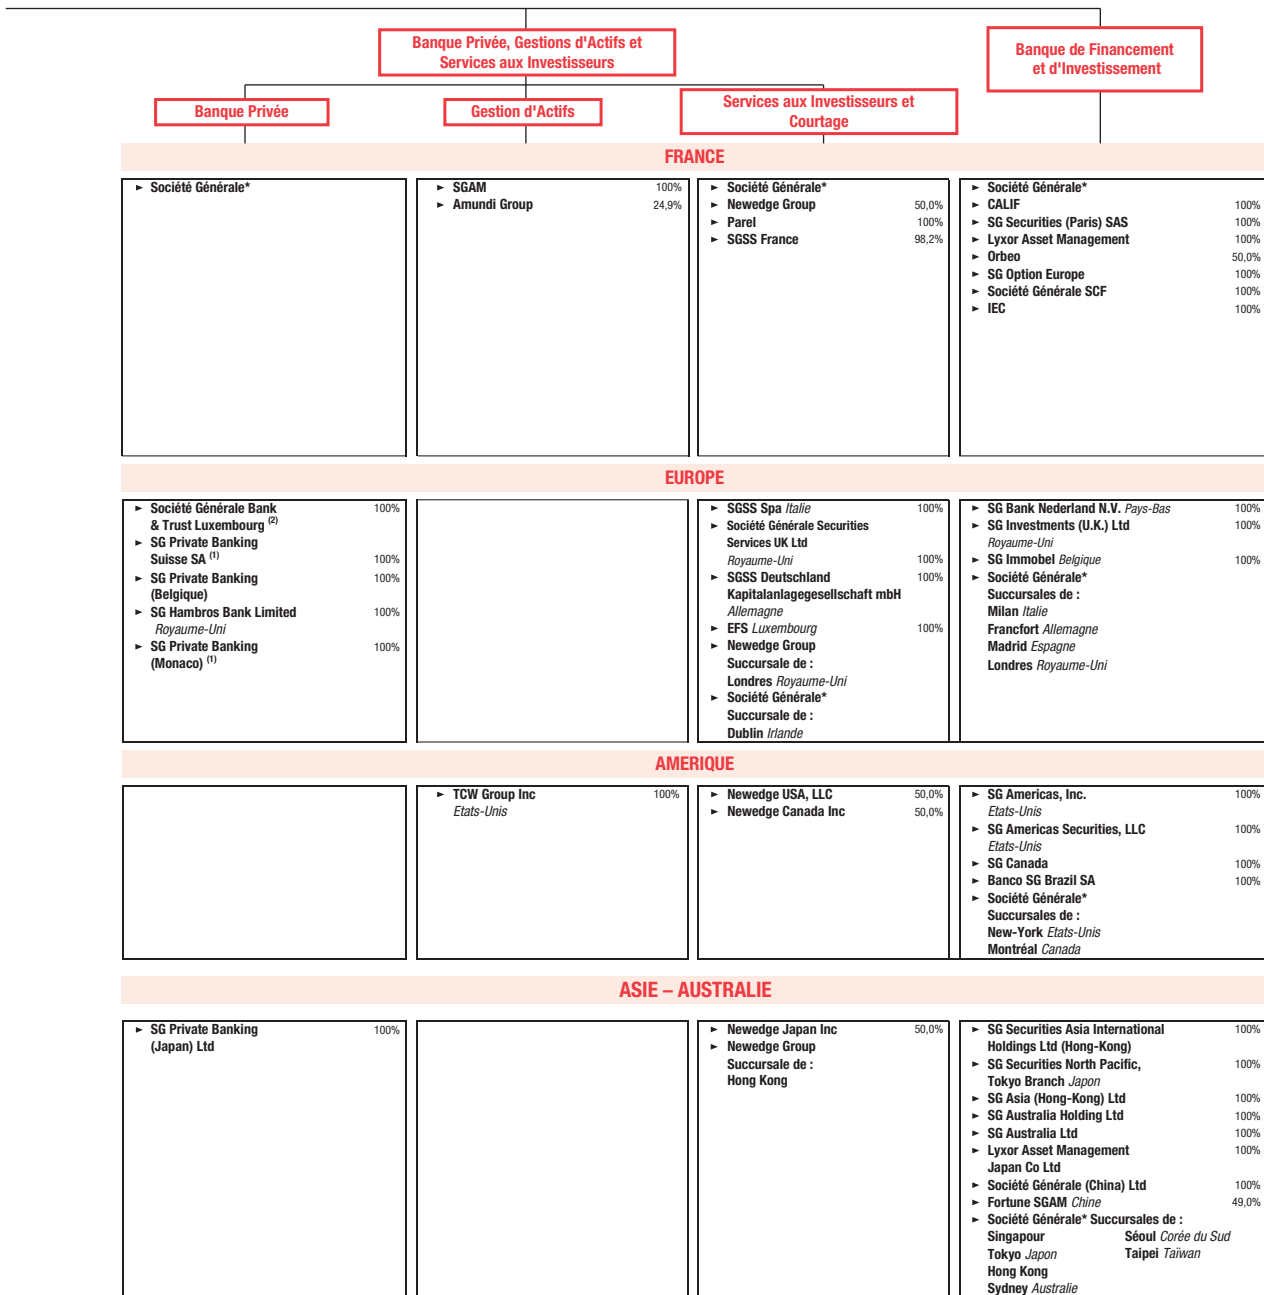 Banque Privée, Gestions d'Actifs et
Services aux Investisseurs
Banque de Financement
et d'Investissement
Banque Privée
Gestion d'Actifs
Services aux Investisseurs et
Courtage
FRANCE
► Société Générale*
► SGAM 100%
► Amundi Group 24,9%
► Société Générale*
► Newedge Group 50,0%
► Parel 100%
► SGSS France 98,2%
► Société Générale*
► CALIF 100%
► SG Securities (Paris) SAS 100%
► Lyxor Asset Management 100%
► Orbeo 50,0%
► SG Option Europe 100%
► Société Générale SCF 100%
► IEC 100%
EUROPE
► Société Générale Bank 100%
& Trust Luxembourg (2)
► SG Private Banking
Suisse SA (1) 100%
► SG Private Banking 100%
(Belgique)
► SG Hambros Bank Limited 100%
Royaume-Uni
► SG Private Banking 100%
(Monaco) (1)
► SGSS Spa Italie 100%
► Société Générale Securities
Services UK Ltd
Royaume-Uni 100%
► SGSS Deutschland 100%
Kapitalanlagegesellschaft mbH
Allemagne
► EFS Luxembourg 100%
► Newedge Group
Succursale de :
Londres Royaume-Uni
► Société Générale*
Succursale de :
Dublin Irlande
► SG Bank Nederland N.V. Pays-Bas 100%
► SG Investments (U.K.) Ltd 100%
Royaume-Uni
► SG Immobel Belgique 100%
► Société Générale*
Succursales de :
Milan Italie
Francfort Allemagne
Madrid Espagne
Londres Royaume-Uni
AMERIQUE
► TCW Group Inc 100%
Etats-Unis
► Newedge USA, LLC 50,0%
► Newedge Canada Inc 50,0%
► SG Americas, Inc. 100%
Etats-Unis
► SG Americas Securities, LLC 100%
Etats-Unis
► SG Canada 100%
► Banco SG Brazil SA 100%
► Société Générale*
Succursales de :
New-York Etats-Unis
Montréal Canada
ASIE – AUSTRALIE
► SG Private Banking 100%
(Japan) Ltd
► Newedge Japan Inc 50,0%
► Newedge Group
Succursale de :
Hong Kong
► SG Securities Asia International 100%
Holdings Ltd (Hong-Kong)
► SG Securities North Pacific, 100%
Tokyo Branch Japon
► SG Asia (Hong-Kong) Ltd 100%
► SG Australia Holding Ltd 100%
► SG Australia Ltd 100%
► Lyxor Asset Management 100%
Japan Co Ltd
► Société Générale (China) Ltd 100%
► Fortune SGAM Chine 49,0%
► Société Générale* Succursales de :
Singapour Séoul Corée du Sud
Tokyo Japon Taipei Taïwan
Hong Kong
Sydney Australie